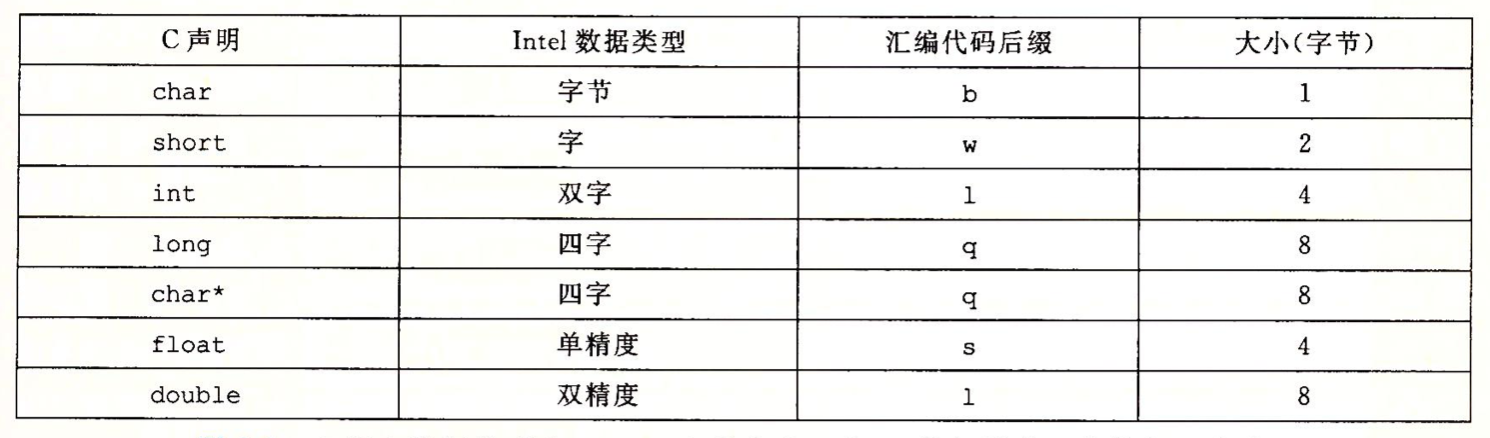 C 声明 Intel 数据类型 汇编代码后缀 大小(字节)
char 字节 b 1
short 字 w 2
int 双字 l 4
long 四字 q 8
char* 四字 q 8
float 单精度 s 4
double 双精度 l 8